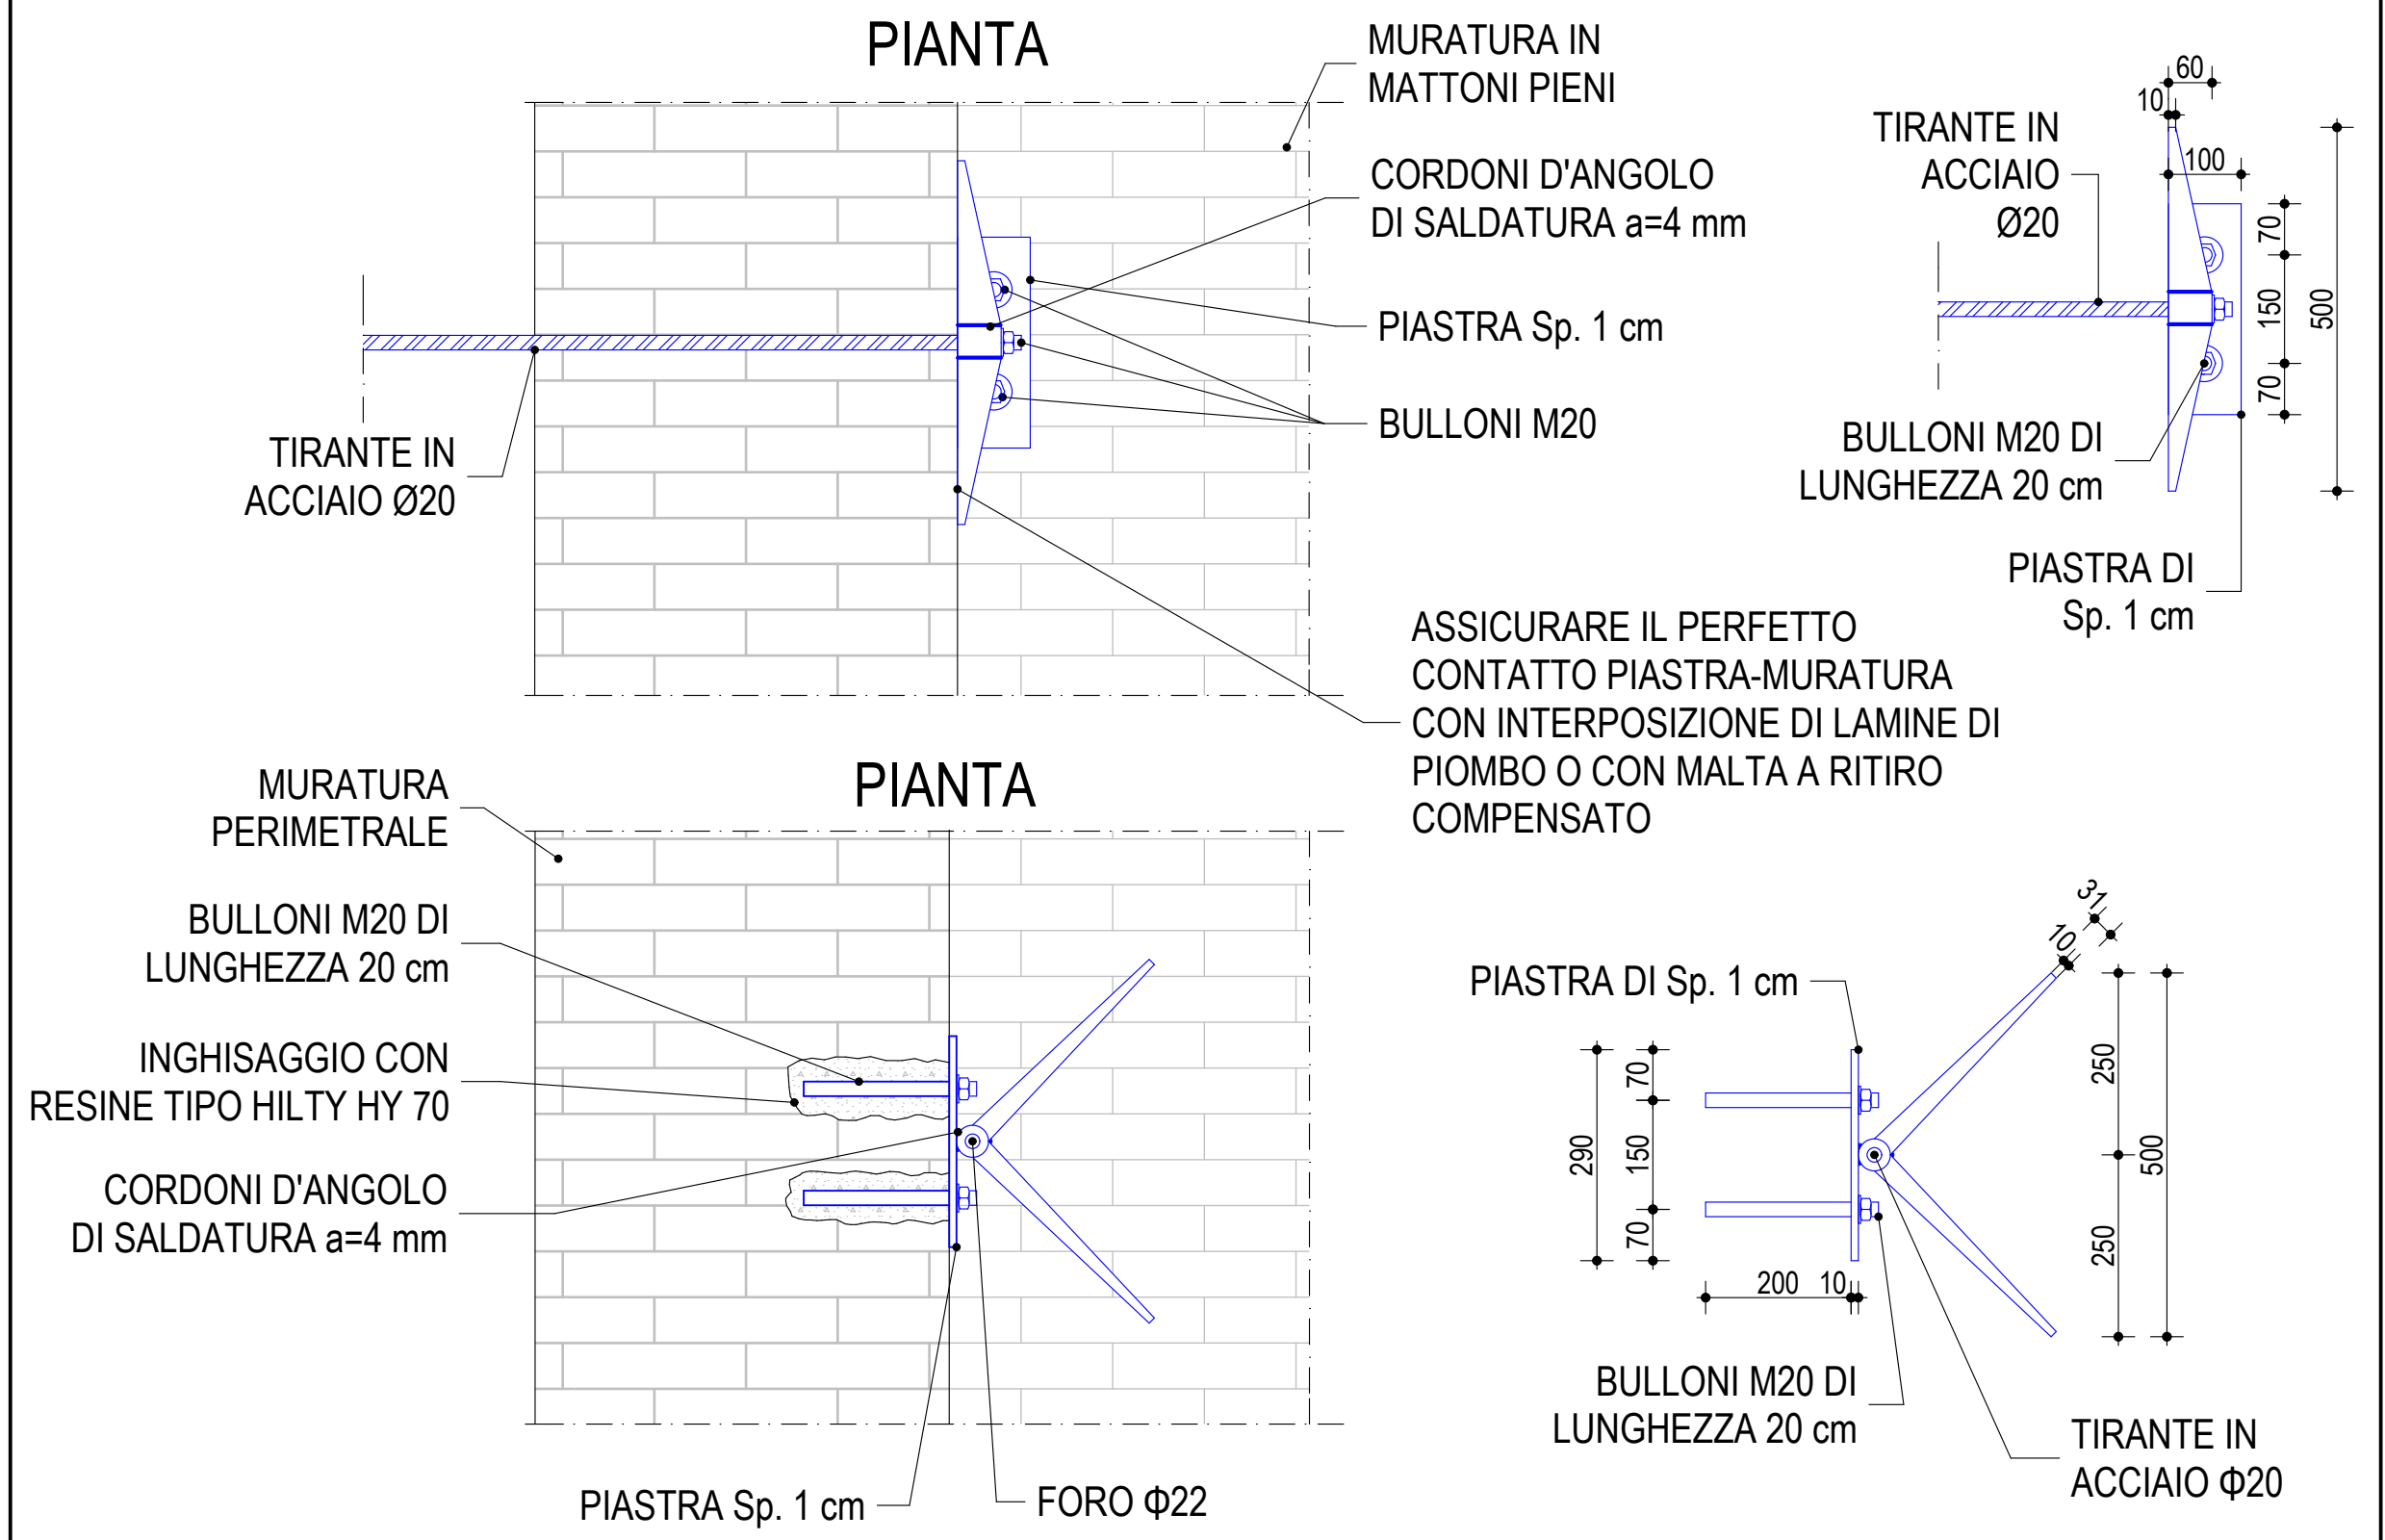 PIANTA
MURATURA IN
MATTONI PIENI
CORDONI D'ANGOLO
DI SALDATURA a=4 mm
PIASTRA Sp. 1 cm
BULLONI M20
TIRANTE IN
ACCIAIO Ø20
ASSICURARE IL PERFETTO
CONTATTO PIASTRA-MURATURA
CON INTERPOSIZIONE DI LAMINE DI
PIOMBO O CON MALTA A RITIRO
COMPENSATO
60
10
100
TIRANTE IN
ACCIAIO
Ø20
70
150
70
500
BULLONI M20 DI
LUNGHEZZA 20 cm
PIASTRA DI
Sp. 1 cm
PIANTA
MURATURA
PERIMETRALE
BULLONI M20 DI
LUNGHEZZA 20 cm
INGHISAGGIO CON
RESINE TIPO HILTY HY 70
CORDONI D'ANGOLO
DI SALDATURA a=4 mm
PIASTRA Sp. 1 cm
FORO Φ22
31
10
PIASTRA DI Sp. 1 cm
290
70
150
70
250
250
500
200
10
BULLONI M20 DI
LUNGHEZZA 20 cm
TIRANTE IN
ACCIAIO Φ20